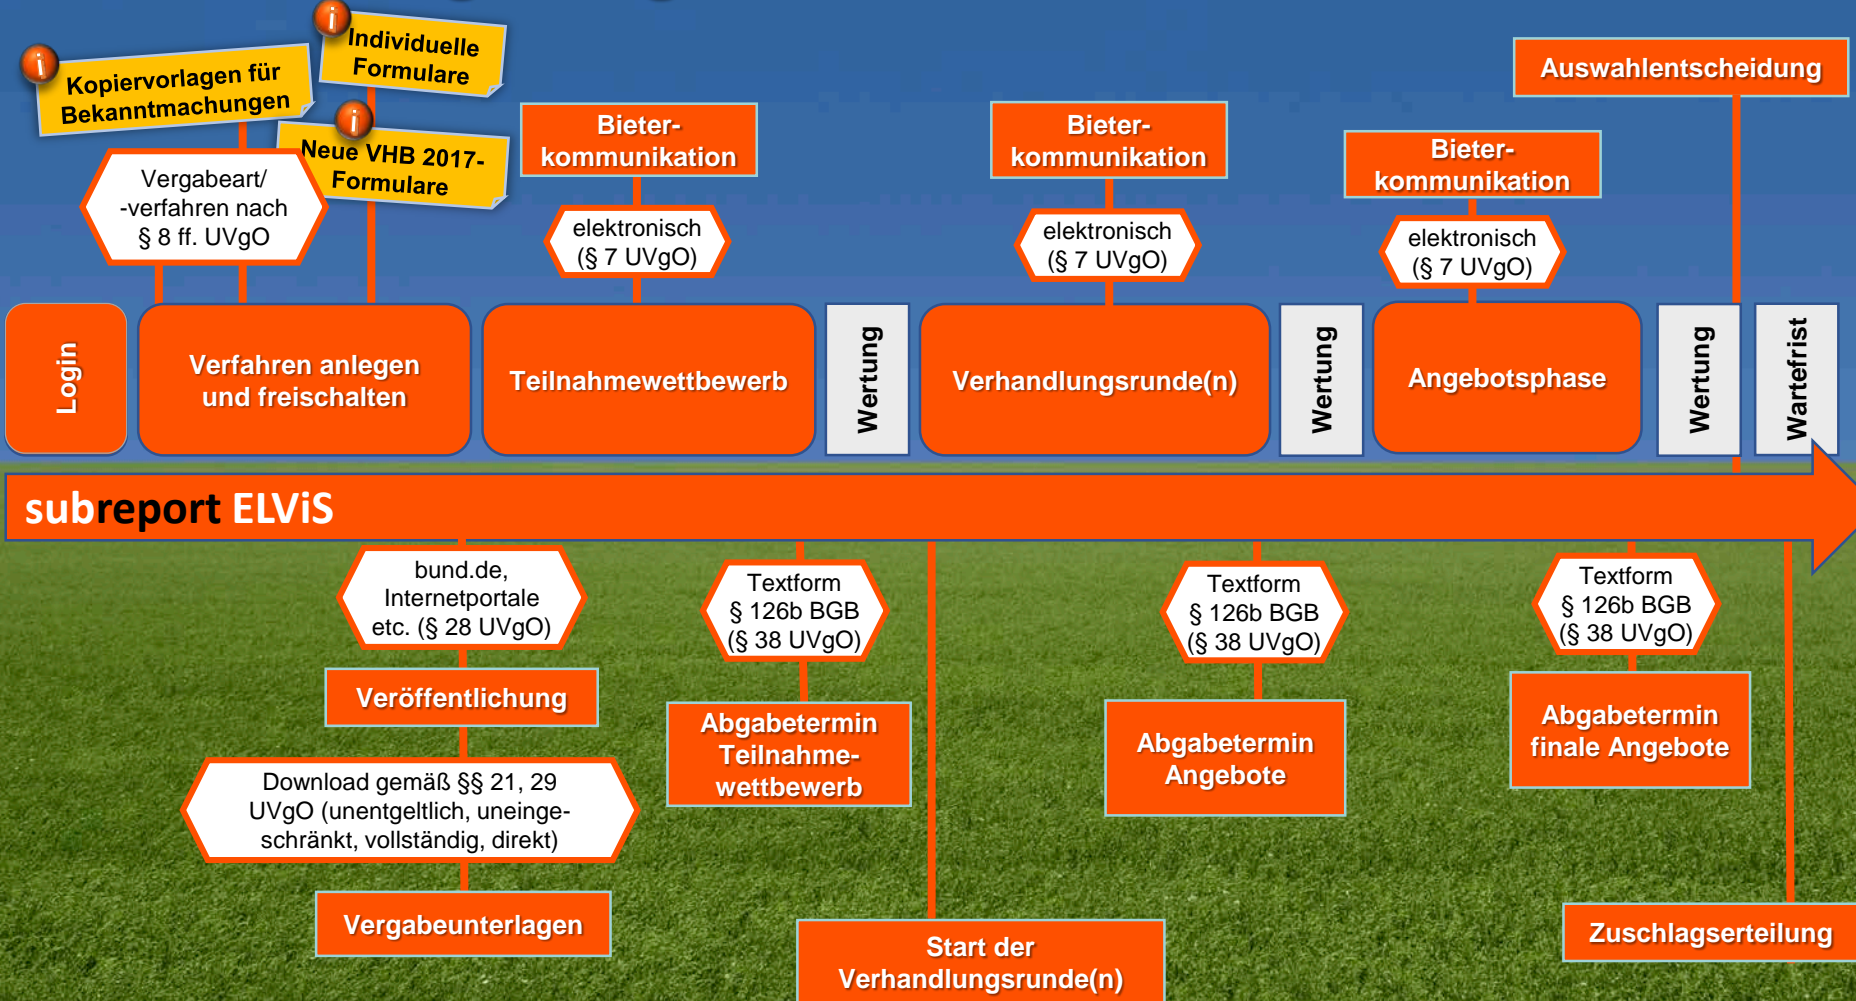 Individuelle
Formulare
Kopiervorlagen für
Bekanntmachungen
Neue VHB 2017-
Formulare
Auswahlentscheidung
Bieter-
kommunikation
Bieter-
kommunikation
Bieter-
kommunikation
Vergabeart/
-verfahren nach
§ 8 ff. UVgO
elektronisch
(§ 7 UVgO)
elektronisch
(§ 7 UVgO)
elektronisch
(§ 7 UVgO)
Login
Verfahren anlegen
und freischalten
Teilnahmewettbewerb
Wertung
Verhandlungsrunde(n)
Wertung
Angebotsphase
Wertung
Wartefrist
subreport ELViS
bund.de,
Internetportale
etc. (§ 28 UVgO)
Textform
§ 126b BGB
(§ 38 UVgO)
Textform
§ 126b BGB
(§ 38 UVgO)
Textform
§ 126b BGB
(§ 38 UVgO)
Veröffentlichung
Abgabetermin
Teilnahme-
wettbewerb
Abgabetermin
Angebote
Abgabetermin
finale Angebote
Download gemäß §§ 21, 29
UVgO (unentgeltlich, uneinge-
schränkt, vollständig, direkt)
Vergabeunterlagen
Start der
Verhandlungsrunde(n)
Zuschlagserteilung